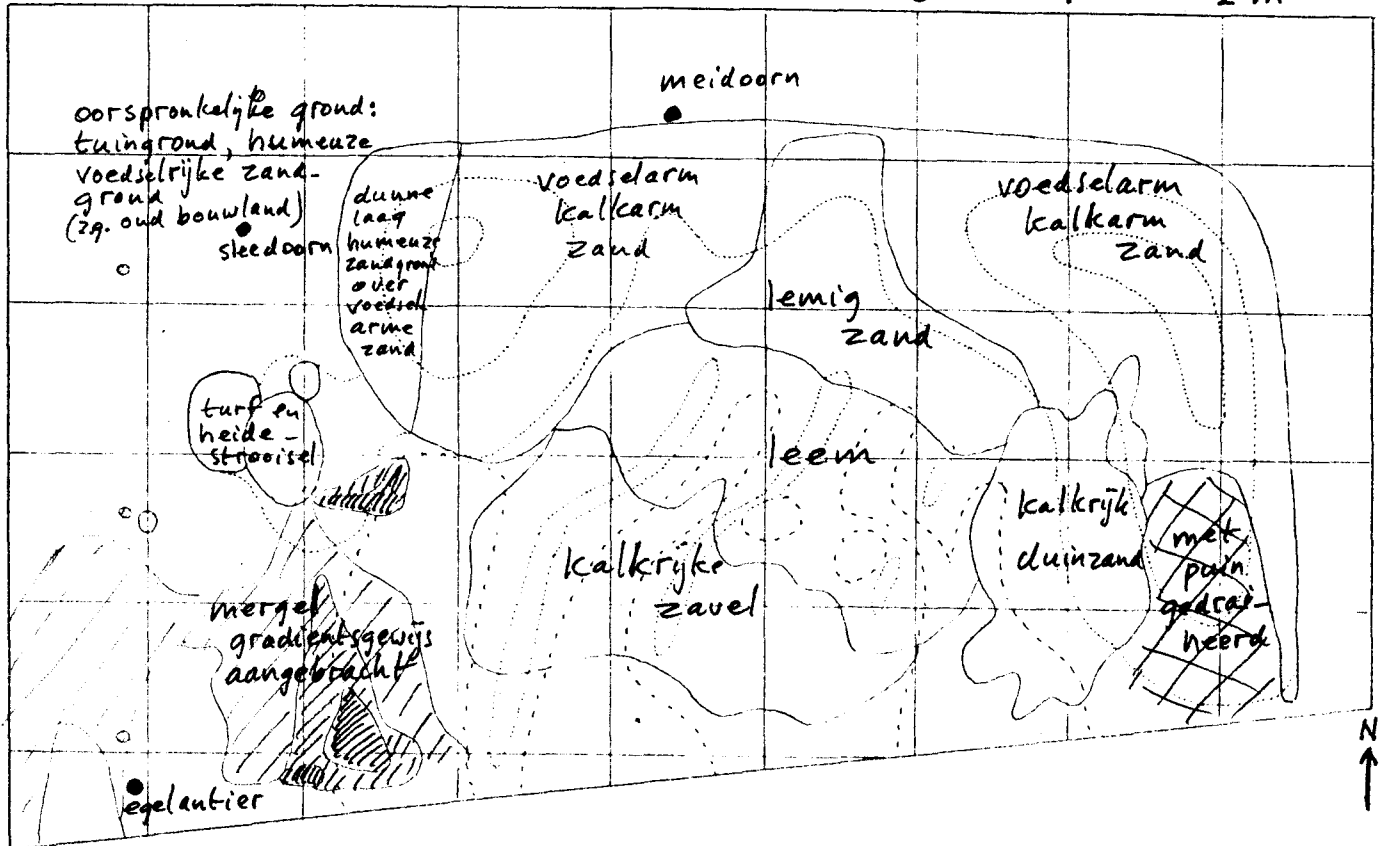 meidoorn
oorspronkelijke grond:
tuingrond, humeuze
voedselrijke zand-
grond
(zg. oud bouwland)
sleedoorn
dunne
laag
humeuze
zandgrond
over
voedsel
arme
zand
voedselarm
kalkarm
zand
voedselarm
kalkarm
zand
lemig
zand
turf en
heide-
strooisel
leem
kalkrijke
zavel
kalkrijk
duinzand
met
puin
gedrai-
neerd
mergel
gradientsgewijs
aangebracht
egelantier
N